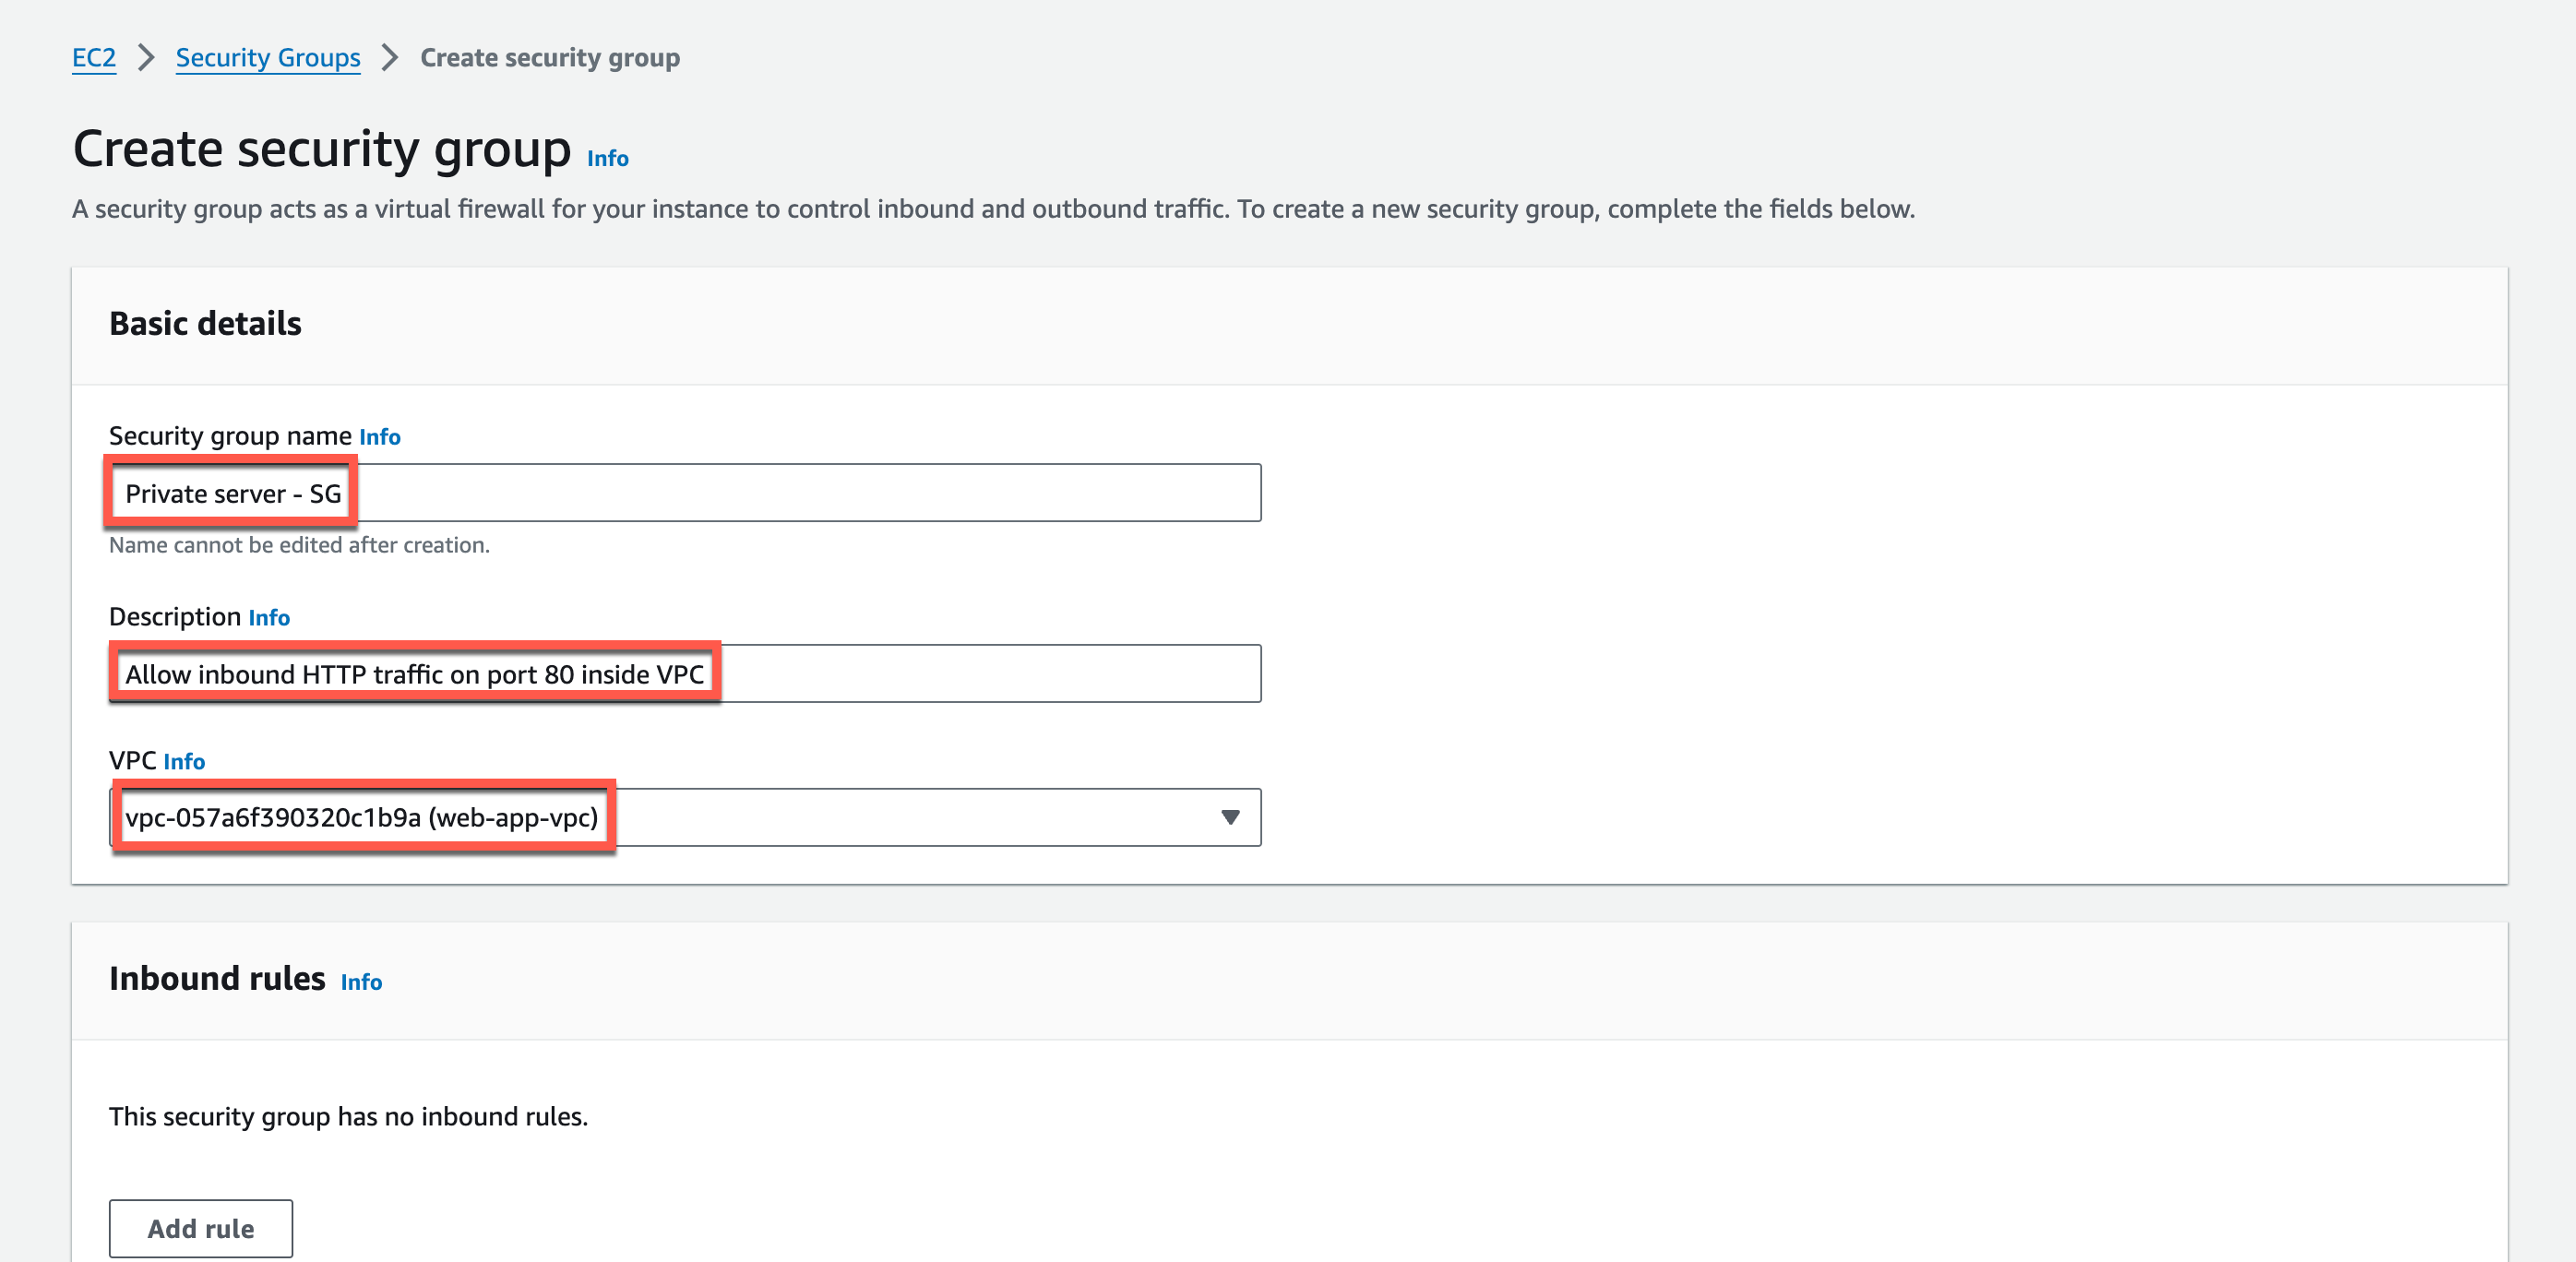 EC2 > Security Groups > Create security group
Create security group Info
A security group acts as a virtual firewall for your instance to control inbound and outbound traffic. To create a new security group, complete the fields below.
Basic details
Security group name Info
Private server - SG
Name cannot be edited after creation.
Description Info
Allow inbound HTTP traffic on port 80 inside VPC
VPC Info
vpc-057a6f390320c1b9a (web-app-vpc)
Inbound rules Info
This security group has no inbound rules.
Add rule